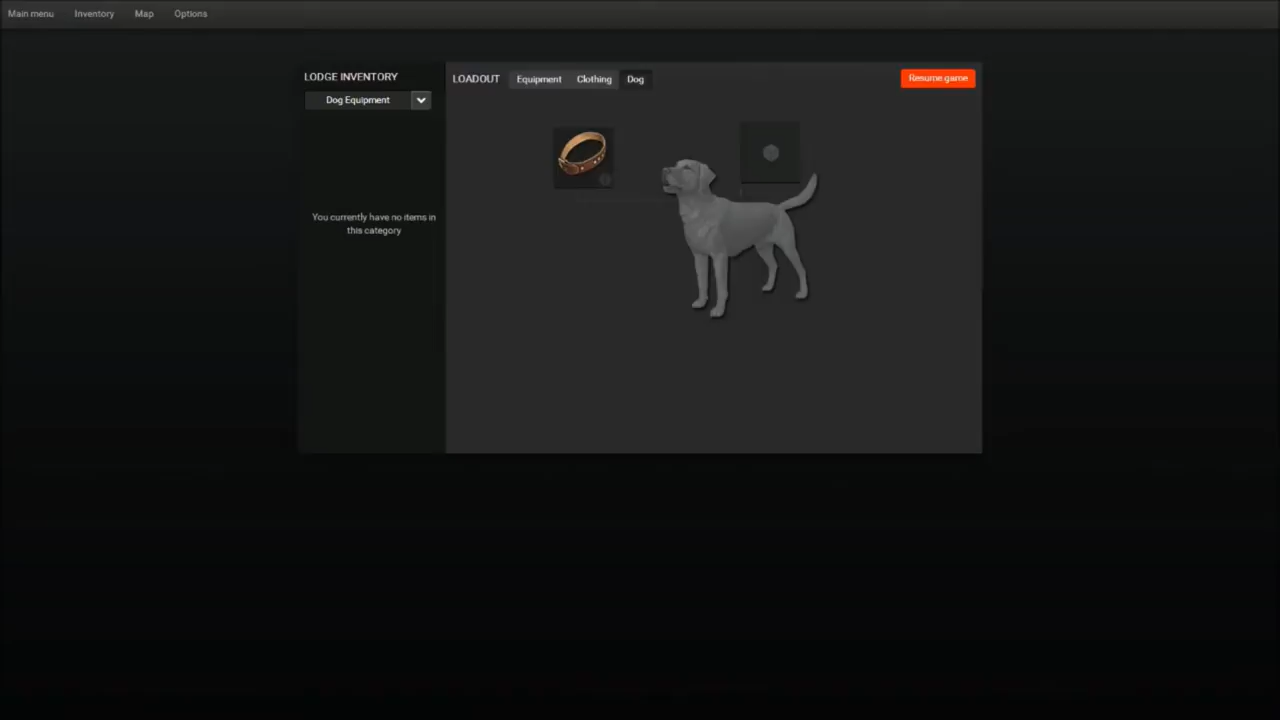 Main menu Inventory Map Options
LODGE INVENTORY
Dog Equipment
You currently have no items in
this category
LOADOUT Equipment Clothing Dog
Resume game